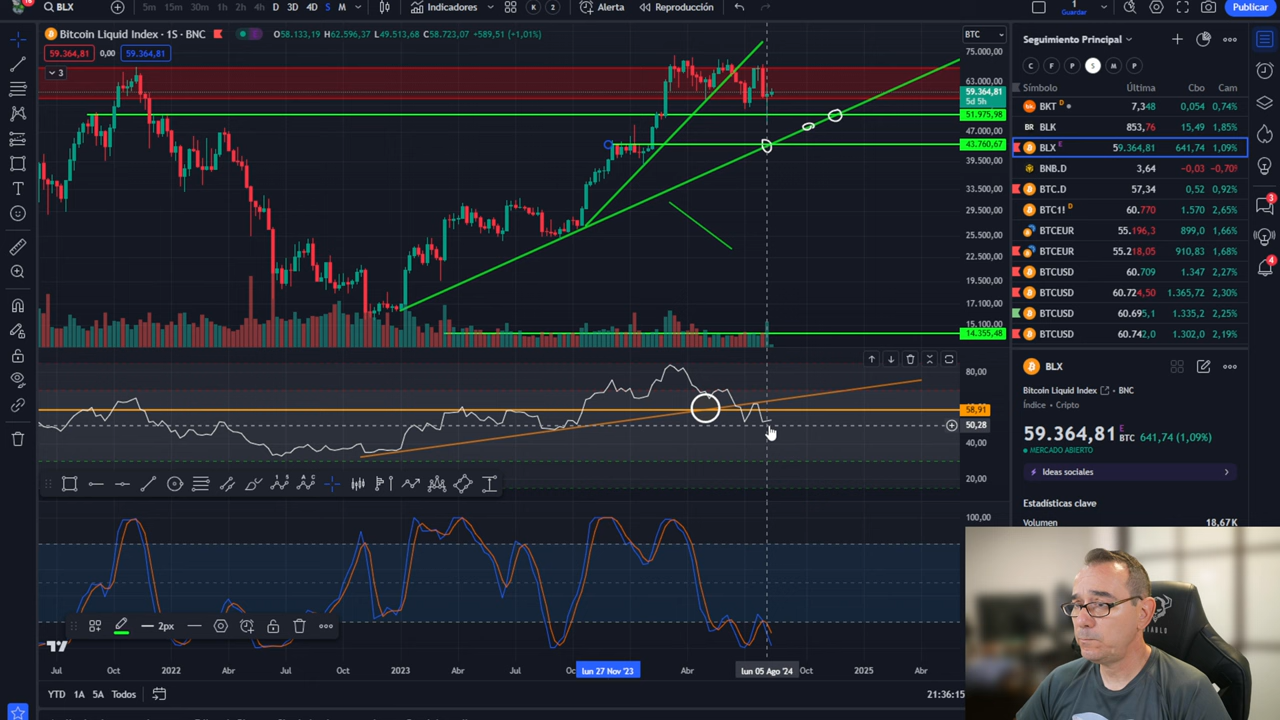 16
BLX
5m 15m 30m 1h 2h 4h D 3D 4D S M
Indicadores
K 2
Alerta
Reproducción
1
Guardar
Publicar
Bitcoin Liquid Index · 1S · BNC
O58.133,19 H62.596,37 L49.513,68 C58.723,07 +589,51 (+1,01%)
59.364,81 0,00 59.364,81
3
BTC
75.000,00
63.000,00
59.364,81
5d 5h
51.975,98
47.000,00
43.760,67
39.500,00
33.500,00
29.500,00
25.500,00
22.500,00
19.500,00
17.100,00
15.100,00
14.355,48
80,00
58,91
50,28
40,00
20,00
100,00
2px
Jul Oct 2022 Abr Jul Oct 2023 Abr Jul Oc lun 27 Nov '23 Abr lun 05 Ago '24 Oct 2025 Abr
YTD 1A 5A Todos
21:36:15
Seguimiento Principal
C F P S M P
Símbolo Última Cbo Cam
BKT D 7,348 0,054 0,74%
BLK 853,76 15,49 1,85%
BLX E 59.364,81 641,74 1,09%
BNB.D 3,64 −0,03 −0,70%
BTC.D 57,34 0,52 0,92%
BTC1! D 60.770 1.570 2,65%
BTCEUR 55.196,3 899,0 1,66%
BTCEUR 55.218,05 910,83 1,68%
BTCUSD 60.709 1.347 2,27%
BTCUSD 60.724,50 1.365,72 2,30%
BTCUSD 60.695,1 1.335,2 2,25%
BTCUSD 60.742,0 1.302,0 2,19%
3
4
BLX
Bitcoin Liquid Index · BNC
Índice · Cripto
59.364,81 E BTC 641,74 (1,09%)
MERCADO ABIERTO
Ideas sociales
Estadísticas clave
Volumen 18,67K